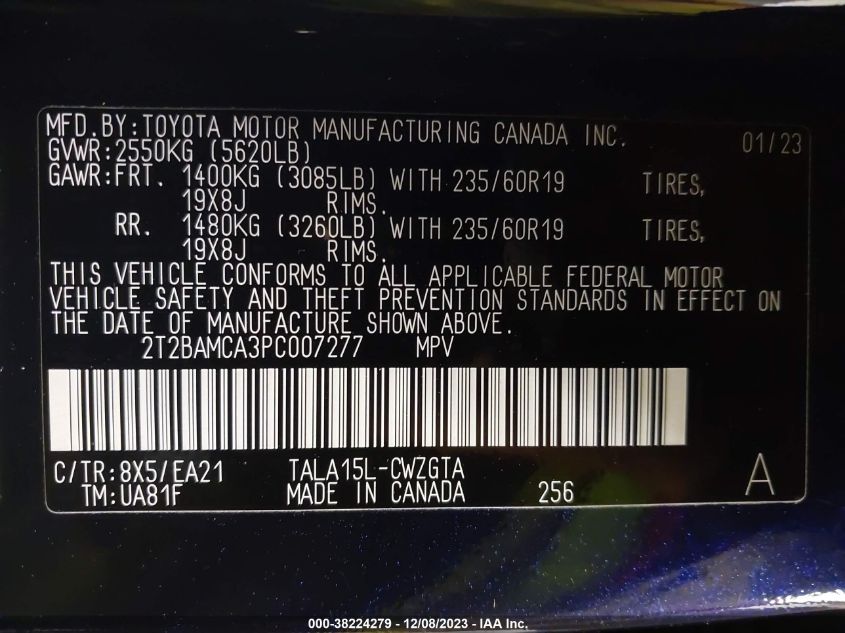 MFD.BY:TOYOTA MOTOR MANUFACTURING CANADA INC. 01/23
GVWR:2550KG (5620LB)
GAWR:FRT. 1400KG (3085LB) WITH 235/60R19 TIRES,
19X8J RIMS.
RR. 1480KG (3260LB) WITH 235/60R19 TIRES,
19X8J RIMS.
THIS VEHICLE CONFORMS TO ALL APPLICABLE FEDERAL MOTOR
VEHICLE SAFETY AND THEFT PREVENTION STANDARDS IN EFFECT ON
THE DATE OF MANUFACTURE SHOWN ABOVE.
2T2BAMCA3PC007277 MPV
C/TR:8X5/EA21 TALA15L-CWZGTA A
TM:UA81F MADE IN CANADA 256
000-38224279 - 12/08/2023 - IAA Inc.